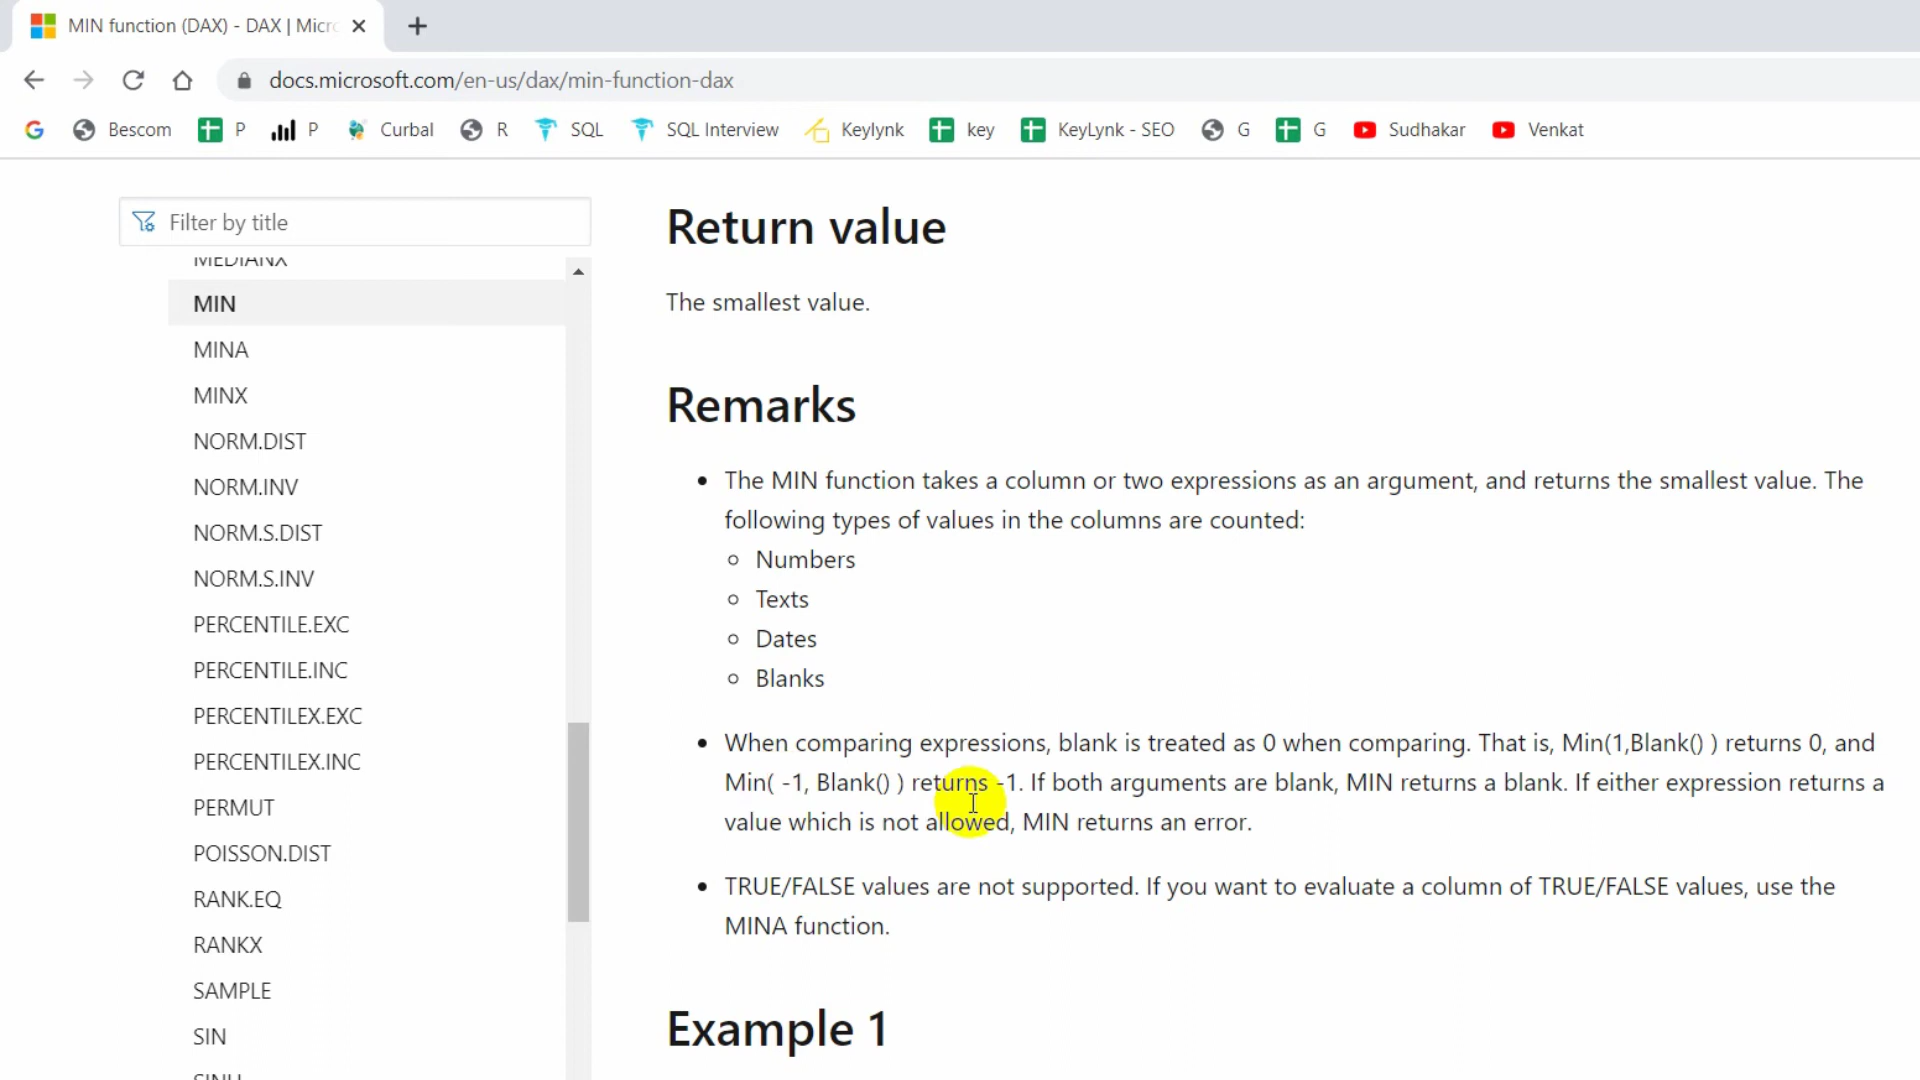 MIN function (DAX) - DAX | Micro
docs.microsoft.com/en-us/dax/min-function-dax
Bescom P P Curbal R SQL SQL Interview Keylynk key KeyLynk - SEO G G Sudhakar Venkat
Filter by title
MEDIANX
MIN
MINA
MINX
NORM.DIST
NORM.INV
NORM.S.DIST
NORM.S.INV
PERCENTILE.EXC
PERCENTILE.INC
PERCENTILEX.EXC
PERCENTILEX.INC
PERMUT
POISSON.DIST
RANK.EQ
RANKX
SAMPLE
SIN
SINH
Return value
The smallest value.
Remarks
The MIN function takes a column or two expressions as an argument, and returns the smallest value. The
following types of values in the columns are counted:
Numbers
Texts
Dates
Blanks
When comparing expressions, blank is treated as 0 when comparing. That is, Min(1,Blank() ) returns 0, and
Min( -1, Blank() ) returns -1. If both arguments are blank, MIN returns a blank. If either expression returns a
value which is not allowed, MIN returns an error.
TRUE/FALSE values are not supported. If you want to evaluate a column of TRUE/FALSE values, use the
MINA function.
Example 1